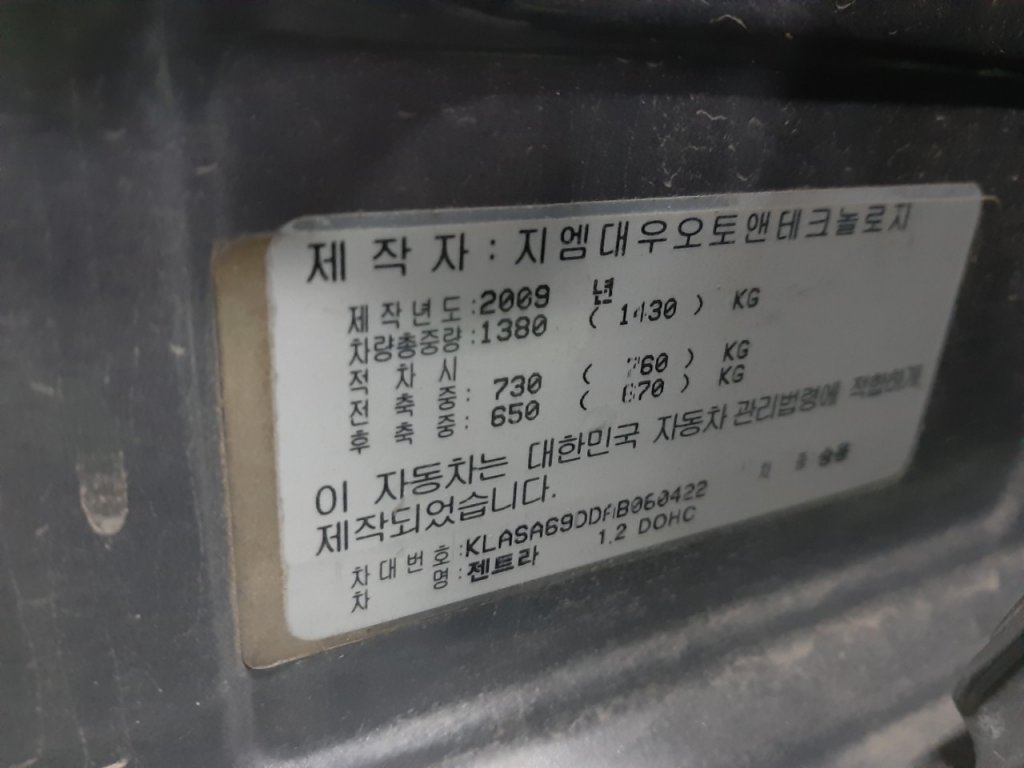 제작자 : 지엠대우오토앤테크놀로지
제작년도 : 2009 년
차량총중량 : 1380 ( 1430 ) KG
적차시
전축중 : 730 ( 760 ) KG
후축중 : 650 ( 670 ) KG
이 자동차는 대한민국 자동차관리법령에 적합하게
제작되었습니다.
차종 승용
차대번호 : KLASA69DDAB060422
차명 : 젠트라 1.2 DOHC